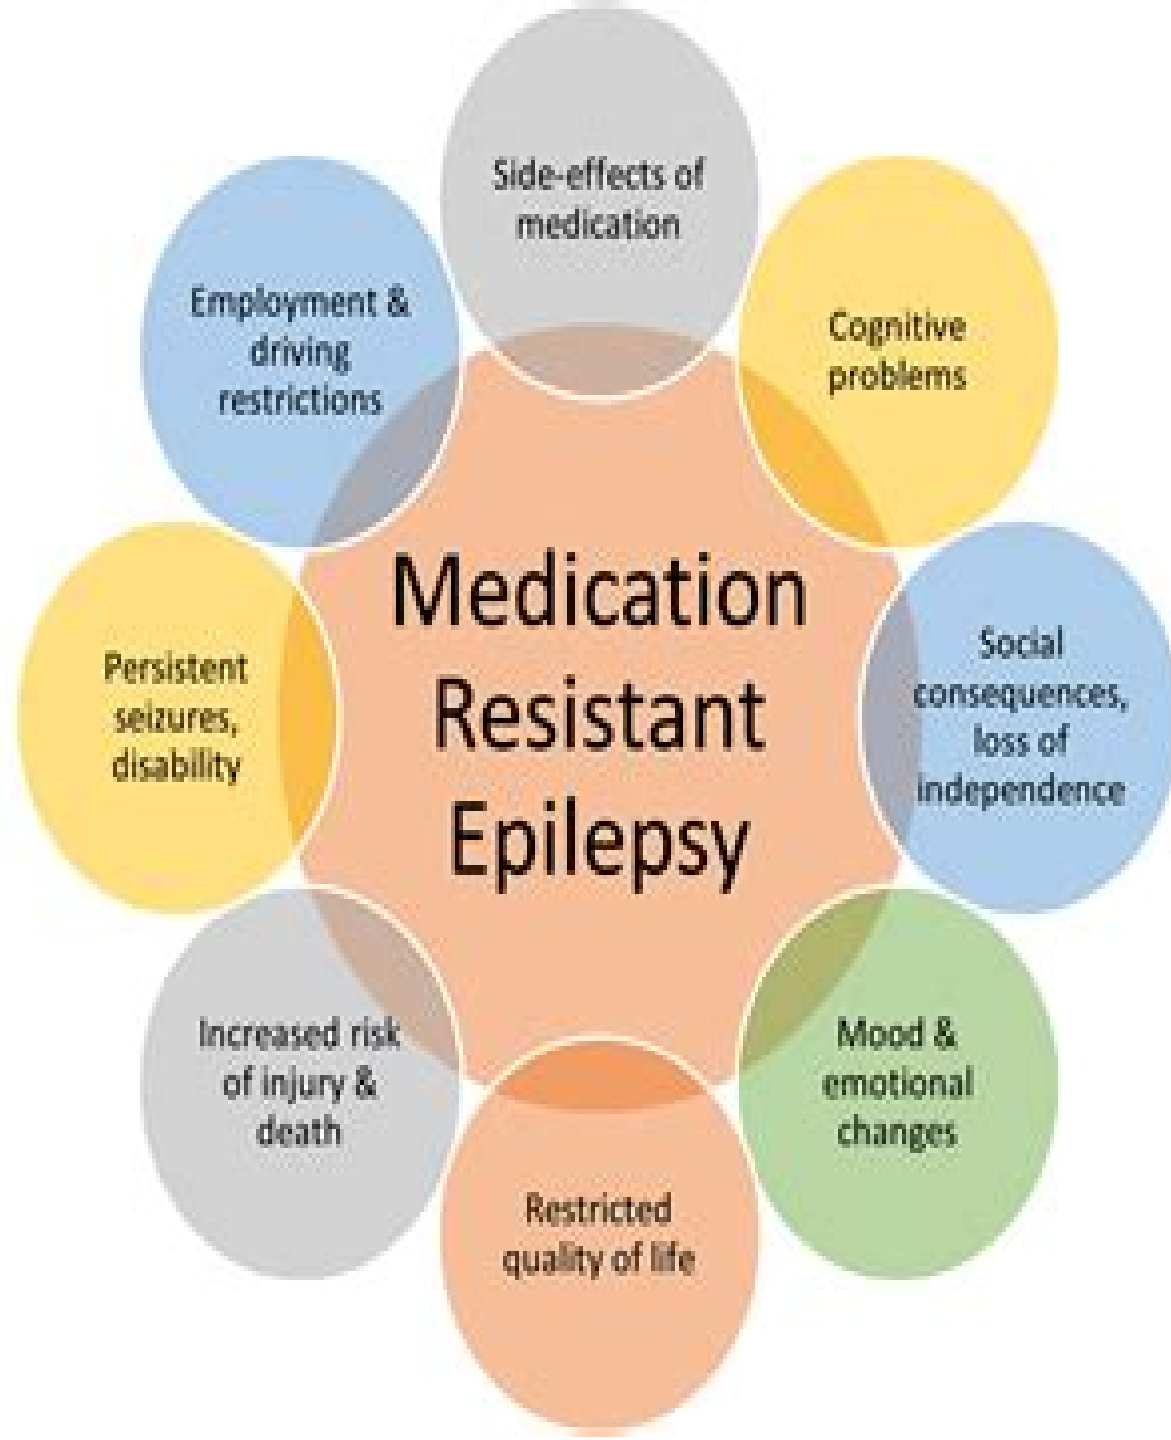 Side-effects of
medication
Cognitive
problems
Social
consequences,
loss of
independence
Mood &
emotional
changes
Restricted
quality of life
Increased risk
of injury &
death
Persistent
seizures,
disability
Employment &
driving
restrictions
Medication
Resistant
Epilepsy